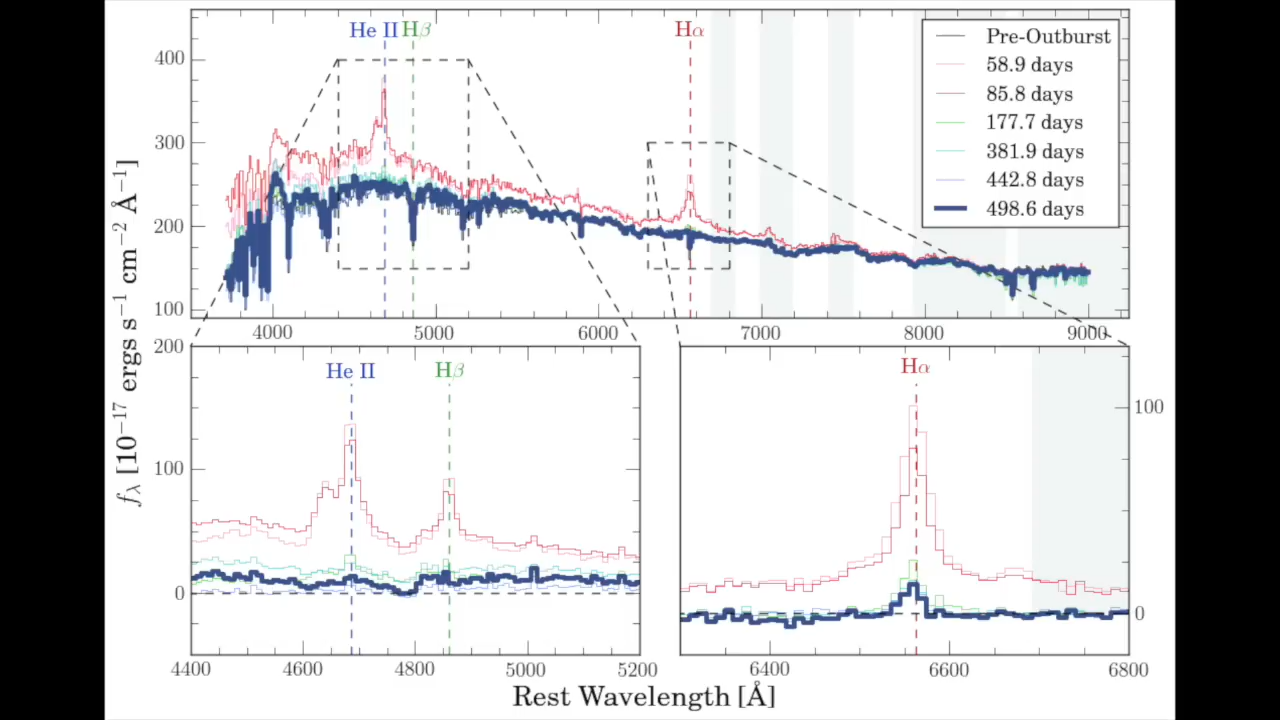 He II Hβ Hα
400
300
200
100
4000 5000 6000 7000 8000 9000
Pre-Outburst
58.9 days
85.8 days
177.7 days
381.9 days
442.8 days
498.6 days
fλ [10−17 ergs s−1 cm−2 Å−1]
200
100
0
He II Hβ
4400 4600 4800 5000 5200
Hα
100
0
6400 6600 6800
Rest Wavelength [Å]